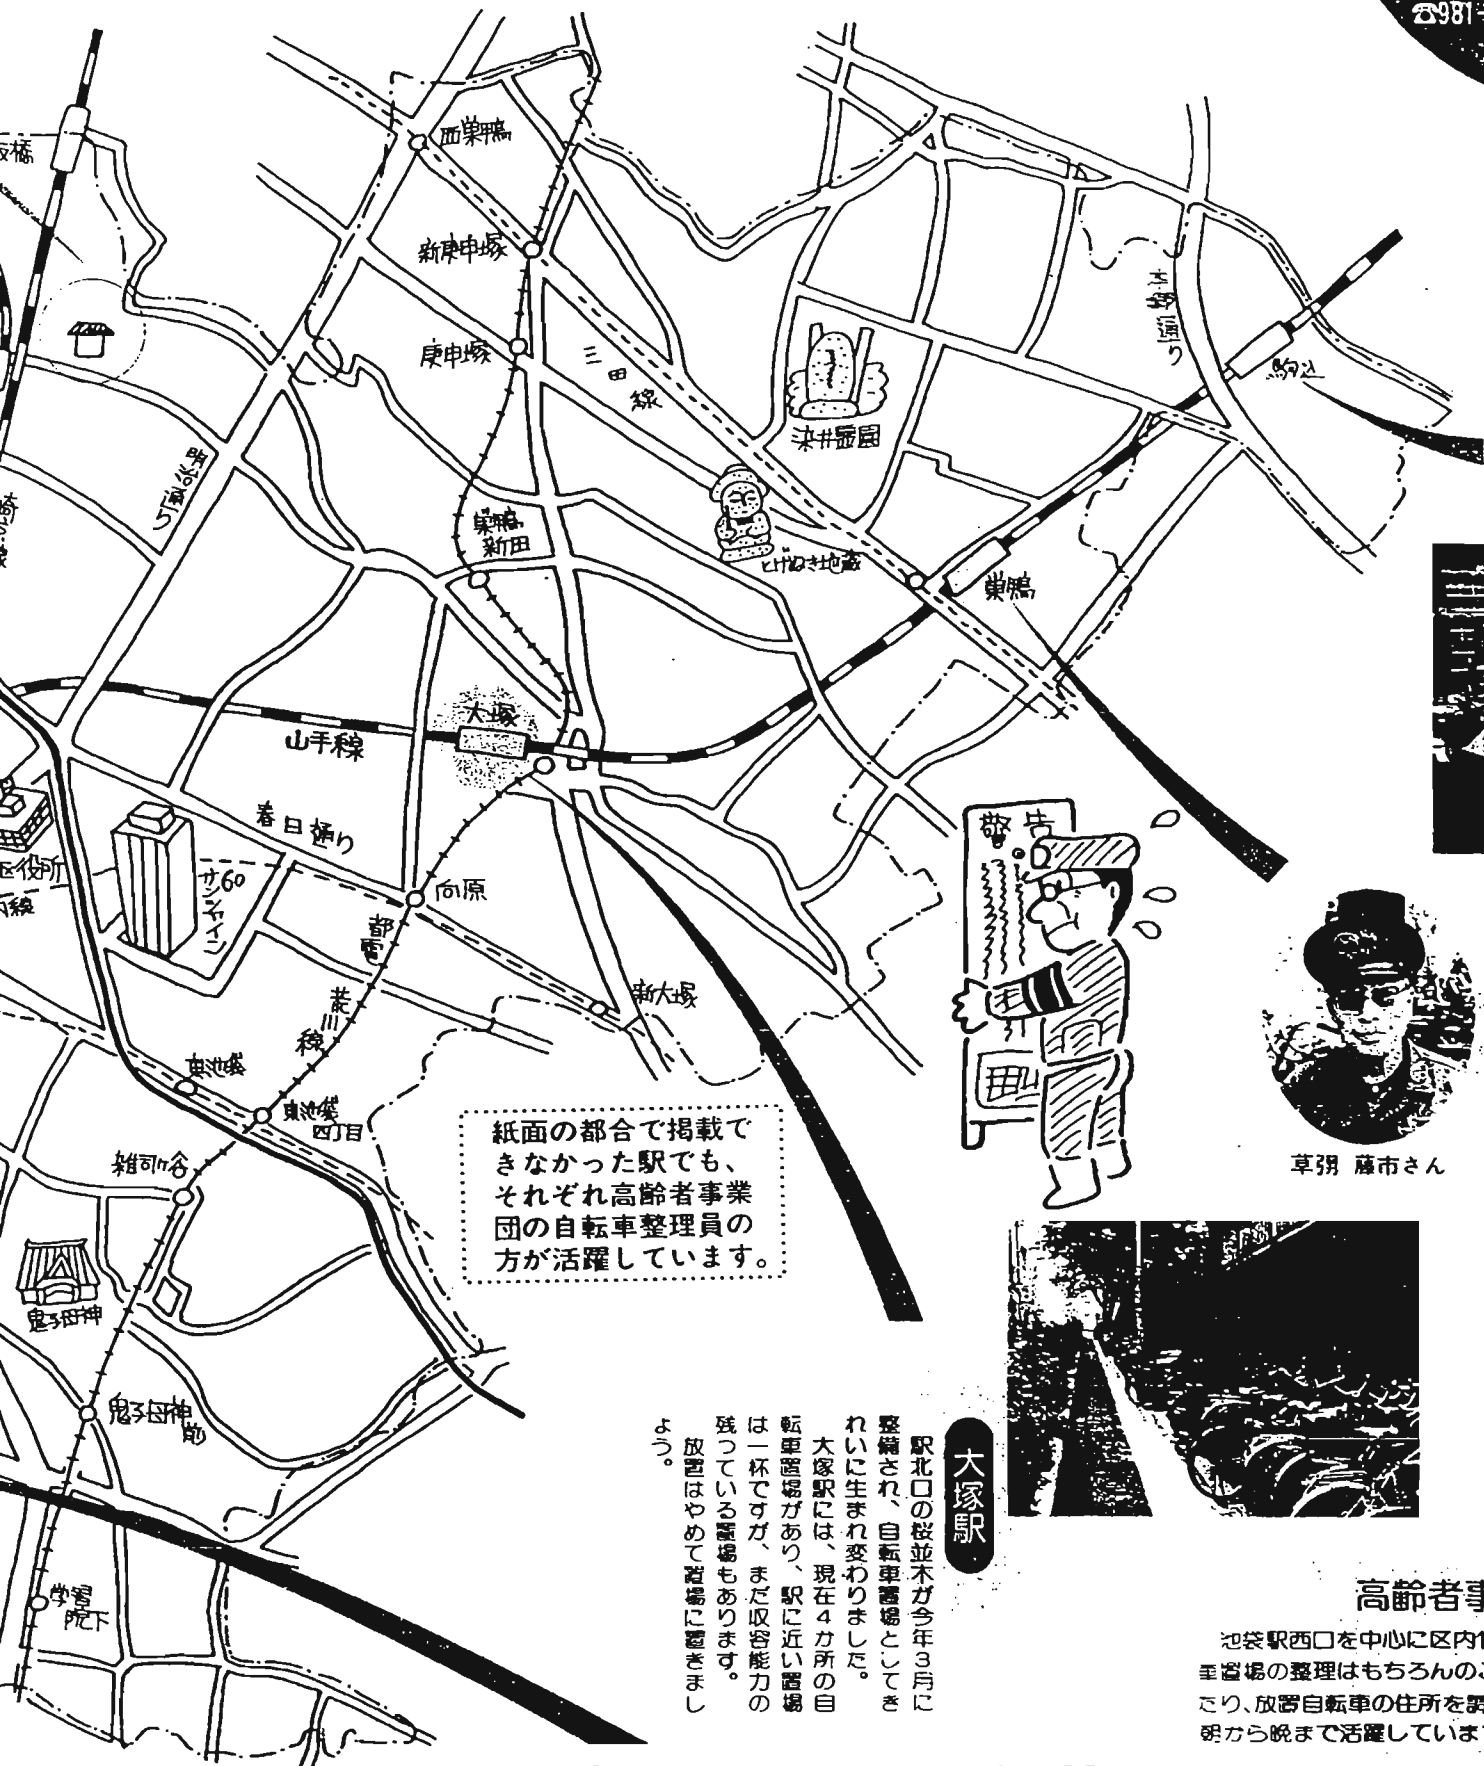 ☎981-
西巣鴨
新庚申塚
庚申塚
三田線
明治通り
本郷通り
駒込
染井霊園
とげぬき地蔵
巣鴨
巣鴨
新田
大塚
山手線
春日通り
サンシャイン60
区役所
向原
都電
荒川線
新大塚
東池袋
東池袋
四丁目
雑司ヶ谷
鬼子母神
鬼子母神
前
学習
院下
警告
紙面の都合で掲載で
きなかった駅でも、
それぞれ高齢者事業
団の自転車整理員の
方が活躍しています。
草弼 藤市さん
大塚駅
駅北口の桜並木が今年3月に
整備され、自転車置場としてき
れいに生まれ変わりました。
大塚駅には、現在4か所の自
転車置場があり、駅に近い置場
は一杯ですが、まだ収容能力の
残っている置場もあります。
放置はやめて置場に置きまし
ょう。
高齢者事
池袋駅西口を中心に区内
車置場の整理はもちろんのこ
たり、放置自転車の住所を調
朝から晩まで活躍していま